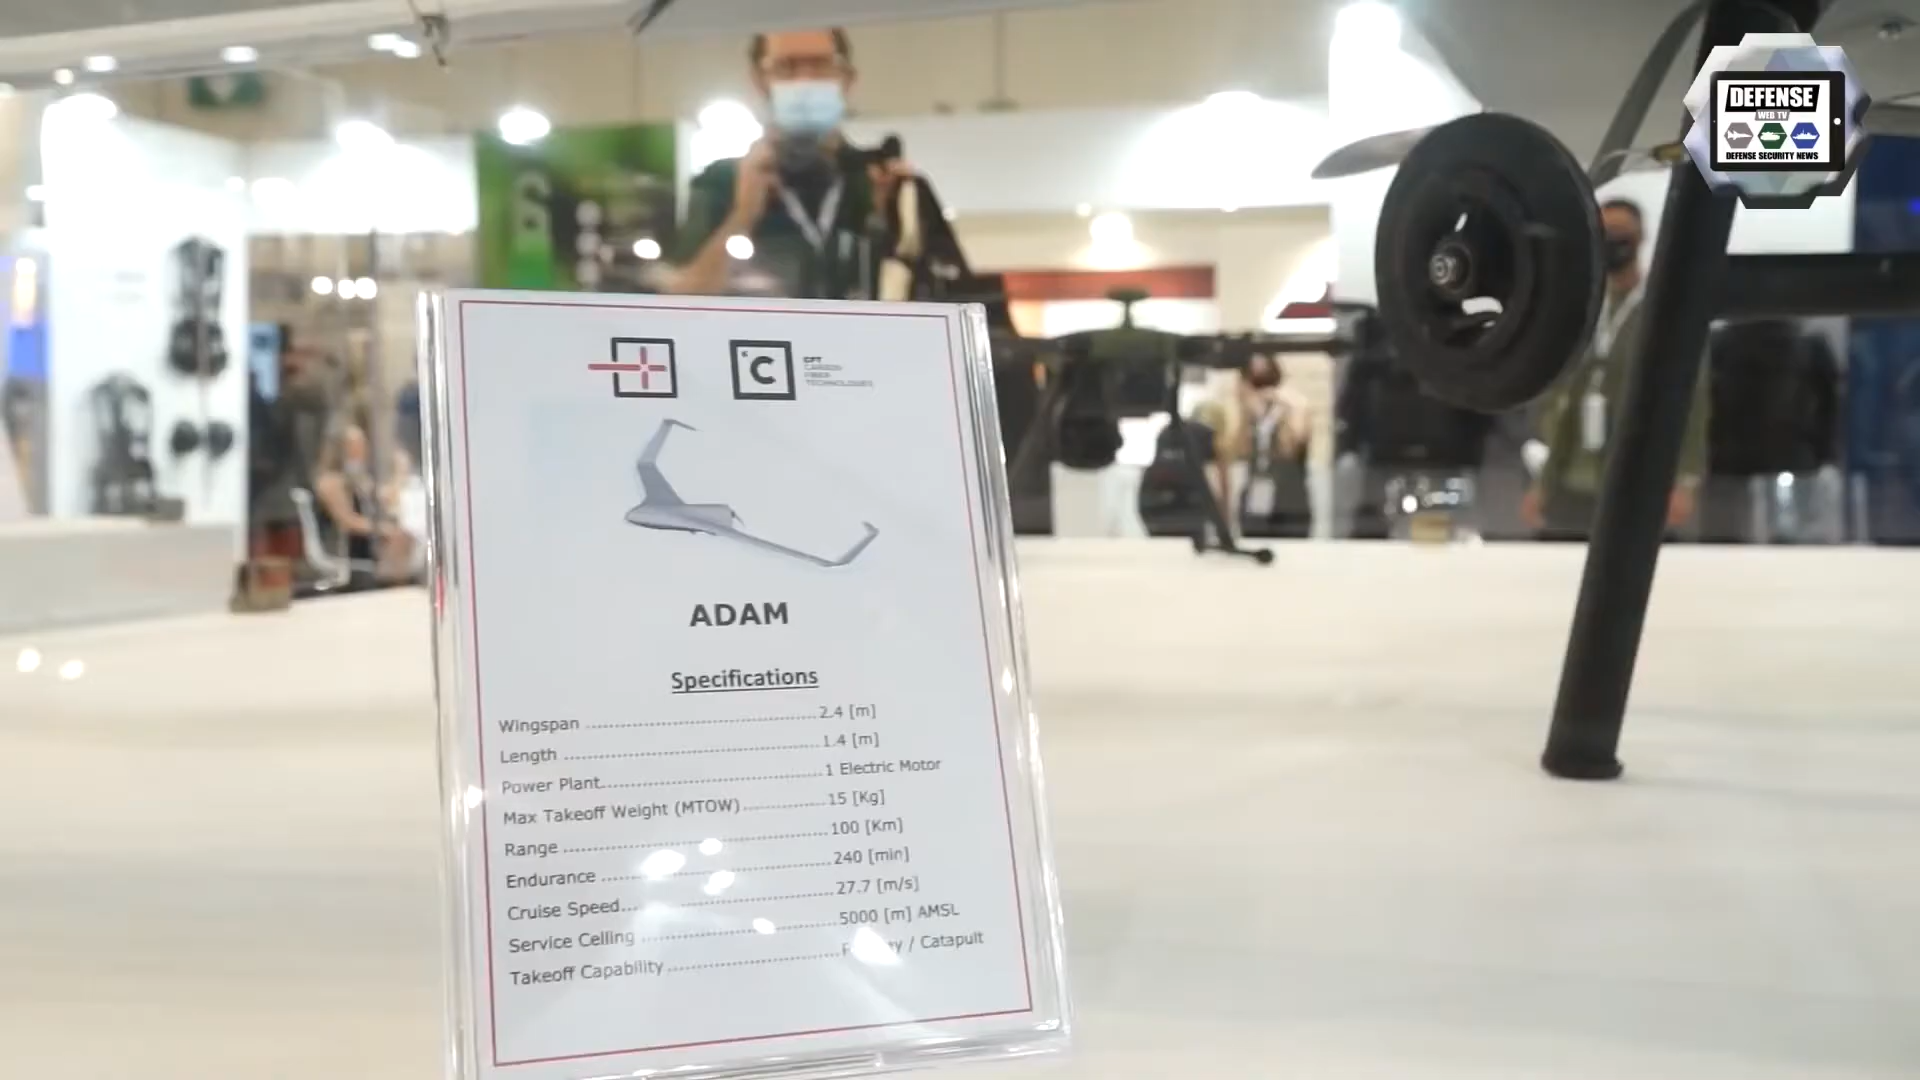 DEFENSE
WEB TV
DEFENSE SECURITY NEWS
C
CFT
CARBON
FIBER
TECHNOLOGIES
ADAM
Specifications
Wingspan ........................................ 2.4 [m]
Length ............................................ 1.4 [m]
Power Plant...................................... 1 Electric Motor
Max Takeoff Weight (MTOW) .............. 15 [Kg]
Range ............................................. 100 [Km]
Endurance ....................................... 240 [min]
Cruise Speed.................................... 27.7 [m/s]
Service Ceiling ................................. 5000 [m] AMSL
Takeoff Capability ............................. / Catapult